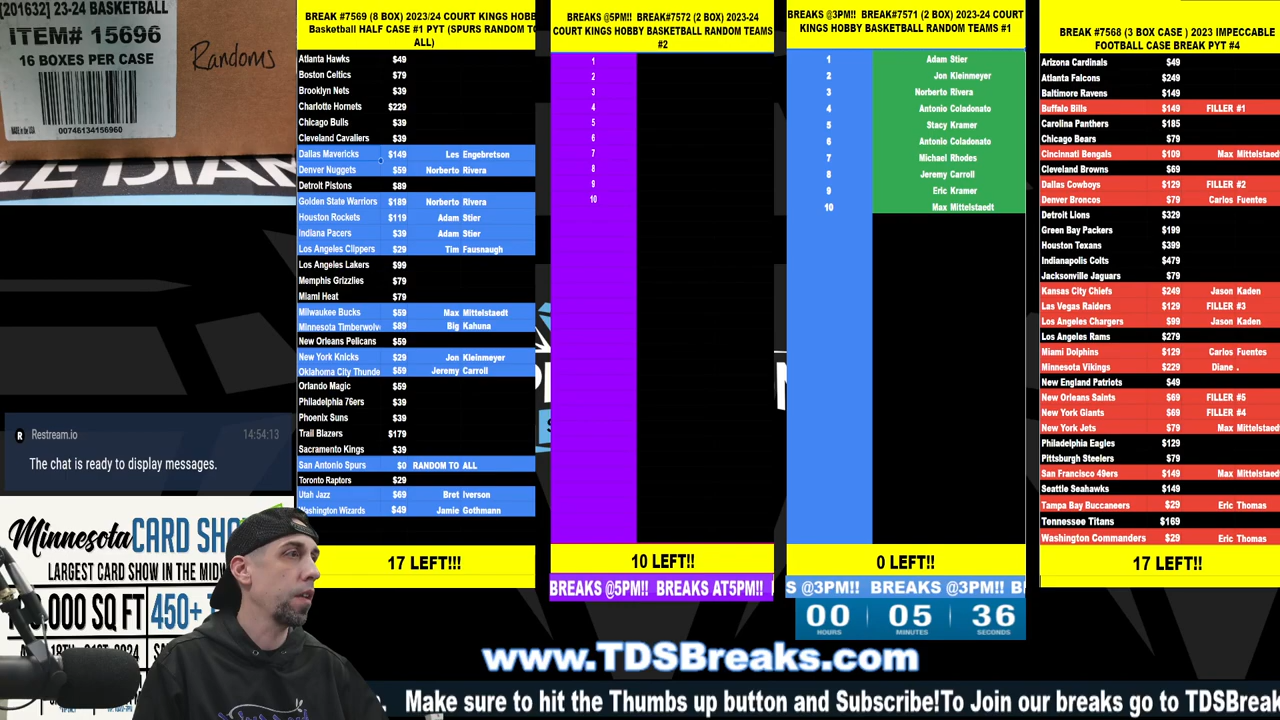 [201632] 23-24 BASKETBALL
ITEM# 15696
16 BOXES PER CASE
Randoms
MADE IN THE USA
00746134156960
BREAK #7569 (8 BOX) 2023/24 COURT KINGS HOBB
Basketball HALF CASE #1 PYT (SPURS RANDOM TO
ALL)
Atlanta Hawks $49
Boston Celtics $79
Brooklyn Nets $39
Charlotte Hornets $229
Chicago Bulls $39
Cleveland Cavaliers $39
Dallas Mavericks $149 Les Engebretson
Denver Nuggets $59 Norberto Rivera
Detroit Pistons $89
Golden State Warriors $189 Norberto Rivera
Houston Rockets $119 Adam Stier
Indiana Pacers $39 Adam Stier
Los Angeles Clippers $29 Tim Fausnaugh
Los Angeles Lakers $99
Memphis Grizzlies $79
Miami Heat $79
Milwaukee Bucks $59 Max Mittelstaedt
Minnesota Timberwolv $89 Big Kahuna
New Orleans Pelicans $59
New York Knicks $29 Jon Kleinmeyer
Oklahoma City Thunde $59 Jeremy Carroll
Orlando Magic $59
Philadelphia 76ers $39
Phoenix Suns $39
Trail Blazers $179
Sacramento Kings $39
San Antonio Spurs $0 RANDOM TO ALL
Toronto Raptors $29
Utah Jazz $69 Bret Iverson
Washington Wizards $49 Jamie Gothmann
17 LEFT!!!
BREAKS @5PM!! BREAK#7572 (2 BOX) 2023-24
COURT KINGS HOBBY BASKETBALL RANDOM TEAMS
#2
1
2
3
4
5
6
7
8
9
10
10 LEFT!!
BREAKS @5PM!! BREAKS AT5PM!!
BREAKS @3PM!! BREAK#7571 (2 BOX) 2023-24 COURT
KINGS HOBBY BASKETBALL RANDOM TEAMS #1
1 Adam Stier
2 Jon Kleinmeyer
3 Norberto Rivera
4 Antonio Coladonato
5 Stacy Kramer
6 Antonio Coladonato
7 Michael Rhodes
8 Jeremy Carroll
9 Eric Kramer
10 Max Mittelstaedt
0 LEFT!!
S @3PM!! BREAKS @3PM!! B
00 05 36
HOURS MINUTES SECONDS
BREAK #7568 (3 BOX CASE ) 2023 IMPECCABLE
FOOTBALL CASE BREAK PYT #4
Arizona Cardinals $49
Atlanta Falcons $249
Baltimore Ravens $149
Buffalo Bills $149 FILLER #1
Carolina Panthers $185
Chicago Bears $79
Cincinnati Bengals $109 Max Mittelstaed
Cleveland Browns $69
Dallas Cowboys $129 FILLER #2
Denver Broncos $79 Carlos Fuentes
Detroit Lions $329
Green Bay Packers $199
Houston Texans $399
Indianapolis Colts $479
Jacksonville Jaguars $79
Kansas City Chiefs $249 Jason Kaden
Las Vegas Raiders $129 FILLER #3
Los Angeles Chargers $99 Jason Kaden
Los Angeles Rams $279
Miami Dolphins $129 Carlos Fuentes
Minnesota Vikings $229 Diane .
New England Patriots $49
New Orleans Saints $69 FILLER #5
New York Giants $69 FILLER #4
New York Jets $79 Max Mittelstaed
Philadelphia Eagles $129
Pittsburgh Steelers $79
San Francisco 49ers $149 Max Mittelstaed
Seattle Seahawks $149
Tampa Bay Buccaneers $29 Eric Thomas
Tennessee Titans $169
Washington Commanders $29 Eric Thomas
17 LEFT!!
Restream.io 14:54:13
The chat is ready to display messages.
Minnesota CARD SHO
LARGEST CARD SHOW IN THE MIDW
000 SQ FT 450+
www.TDSBreaks.com
Make sure to hit the Thumbs up button and Subscribe!To Join our breaks go to TDSBreak